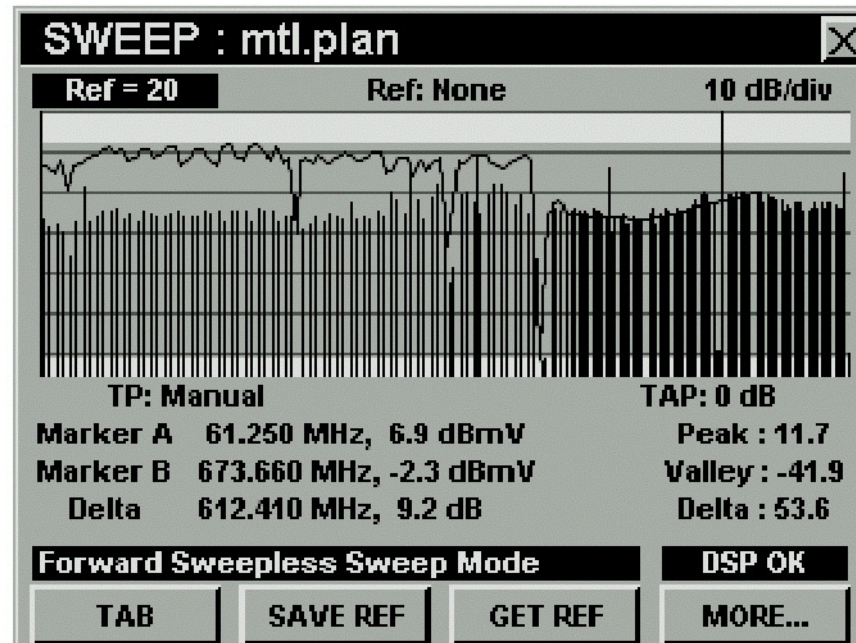 SWEEP : mtl.plan X
Ref = 20 Ref: None 10 dB/div
TP: Manual TAP: 0 dB
Marker A 61.250 MHz, 6.9 dBmV Peak : 11.7
Marker B 673.660 MHz, -2.3 dBmV Valley : -41.9
Delta 612.410 MHz, 9.2 dB Delta : 53.6
Forward Sweepless Sweep Mode DSP OK
TAB SAVE REF GET REF MORE...